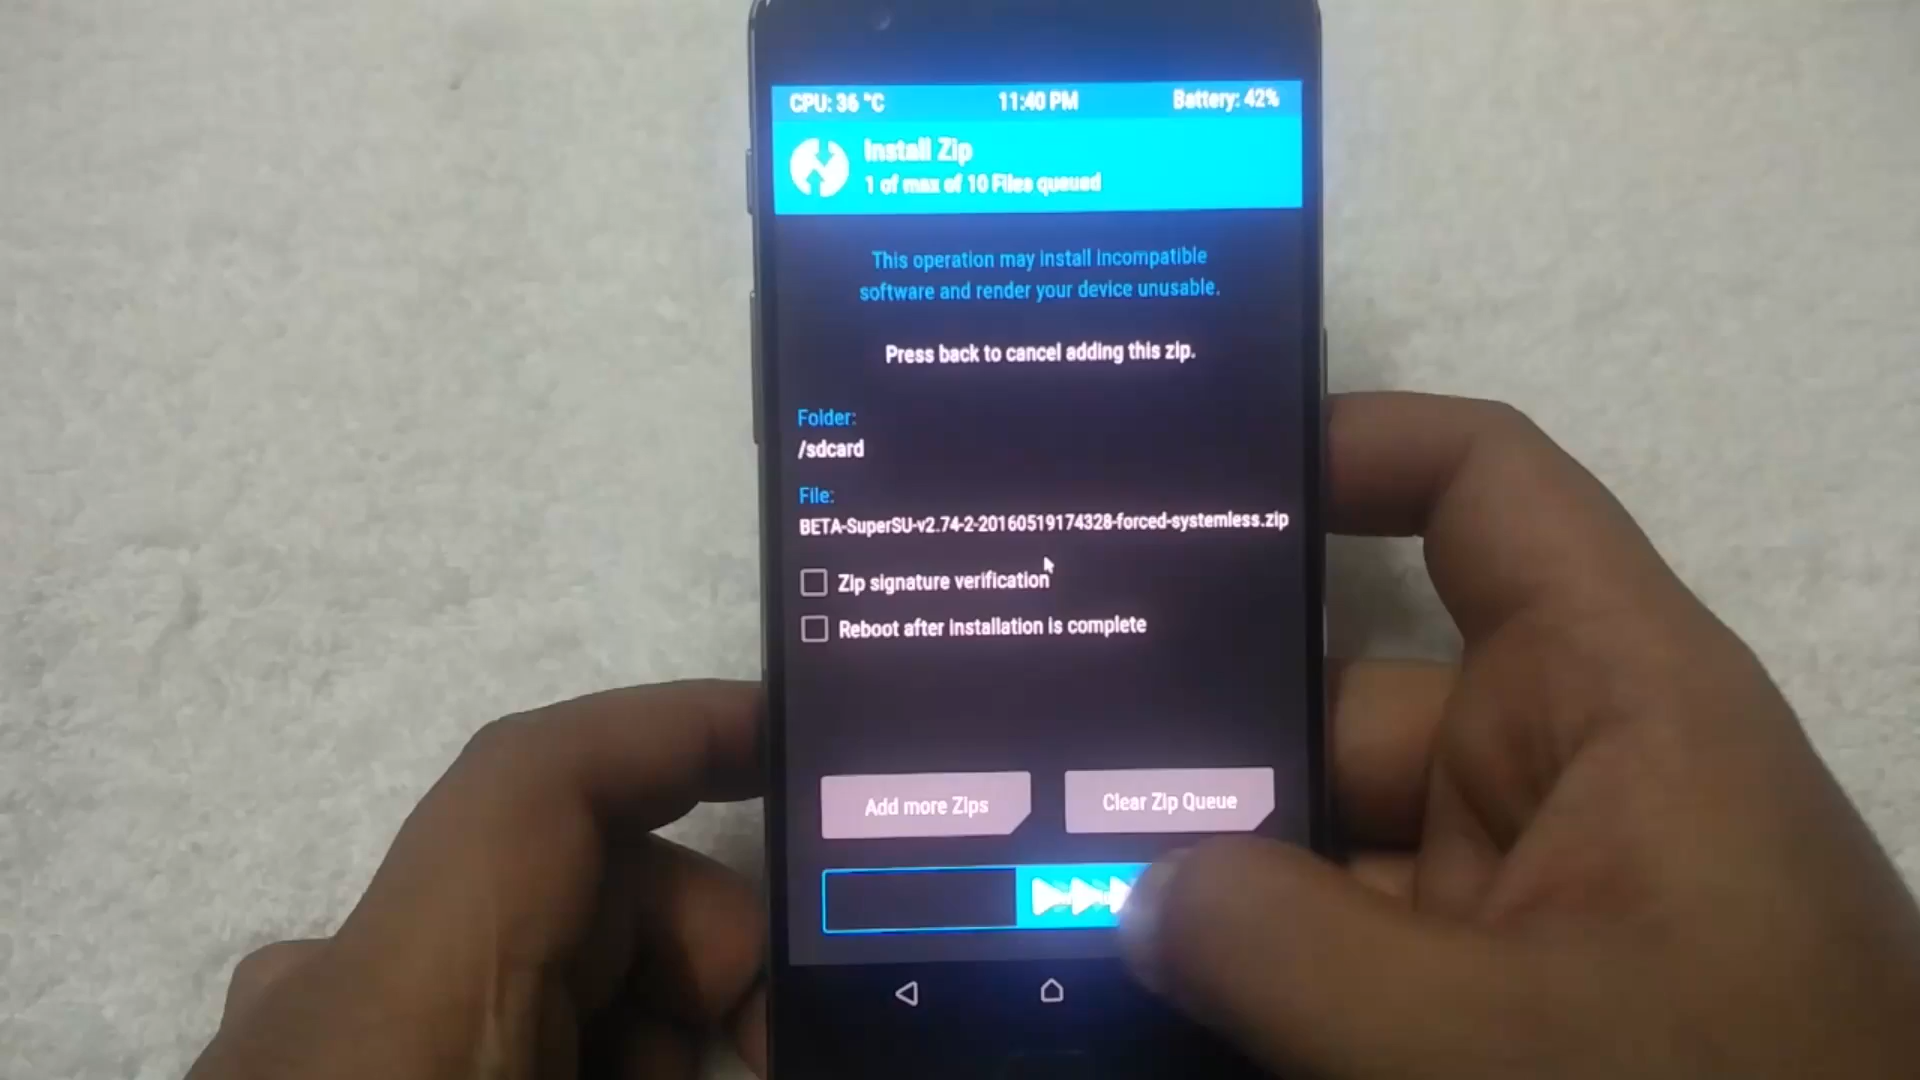 CPU: 36 °C
11:40 PM
Battery: 42%
Install Zip
1 of max of 10 Files queued
This operation may install incompatible
software and render your device unusable.
Press back to cancel adding this zip.
Folder:
/sdcard
File:
BETA-SuperSU-v2.74-2-20160519174328-forced-systemless.zip
Zip signature verification
Reboot after installation is complete
Add more Zips
Clear Zip Queue